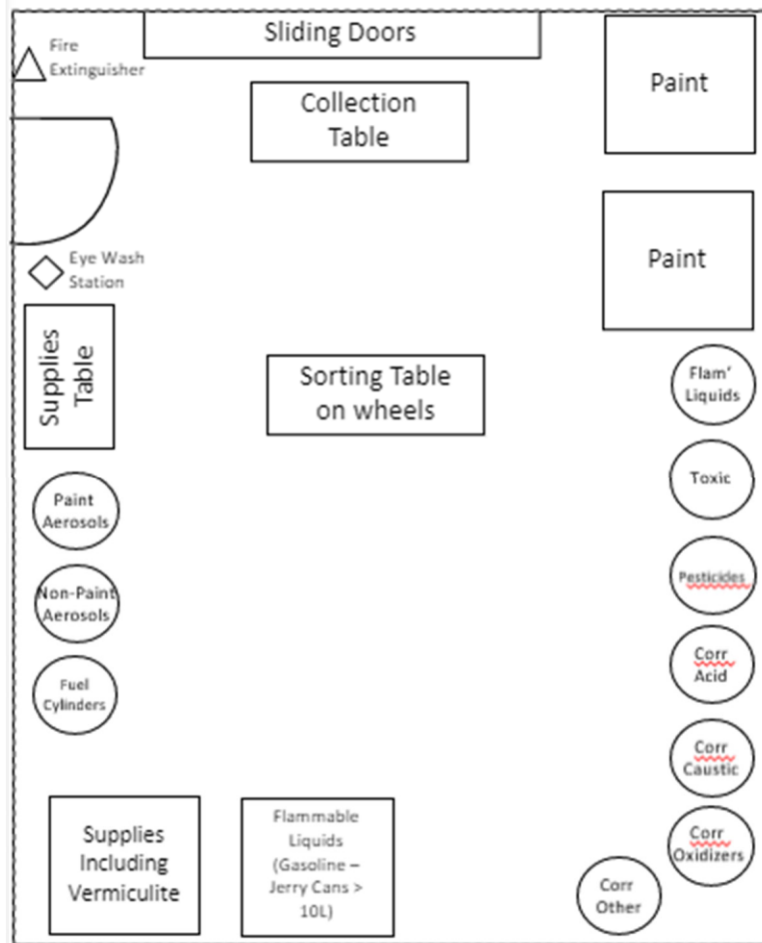 Sliding Doors
Fire
Extinguisher
Collection
Table
Paint
Eye Wash
Station
Paint
Supplies
Table
Sorting Table
on wheels
Flam'
Liquids
Toxic
Paint
Aerosols
Pesticides
Non-Paint
Aerosols
Corr
Acid
Fuel
Cylinders
Corr
Caustic
Supplies
Including
Vermiculite
Flammable
Liquids
(Gasoline –
Jerry Cans >
10L)
Corr
Oxidizers
Corr
Other